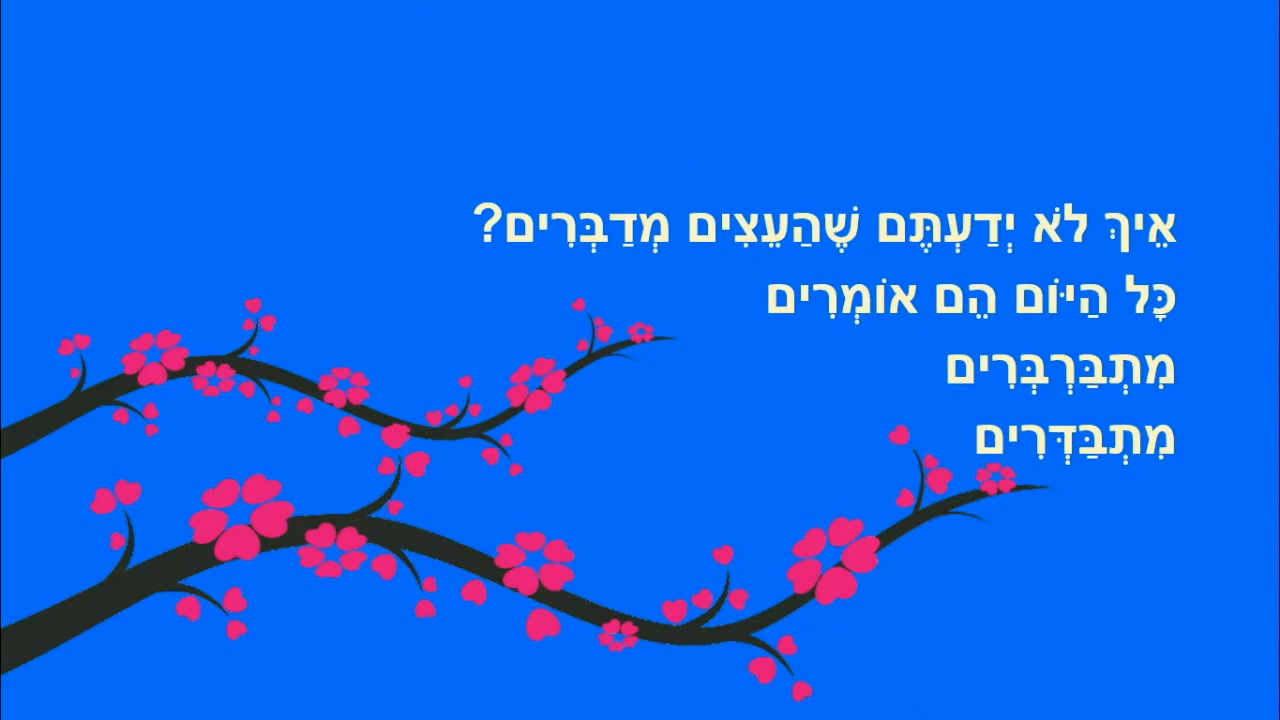 אֵיךְ לֹא יְדַעְתֶּם שֶׁהַעֵצִים מְדַבְּרִים?
כָּל הַיּוֹם הֵם אוֹמְרִים
מִתְבַּרְבְּרִים
מִתְבַּדְּרִים